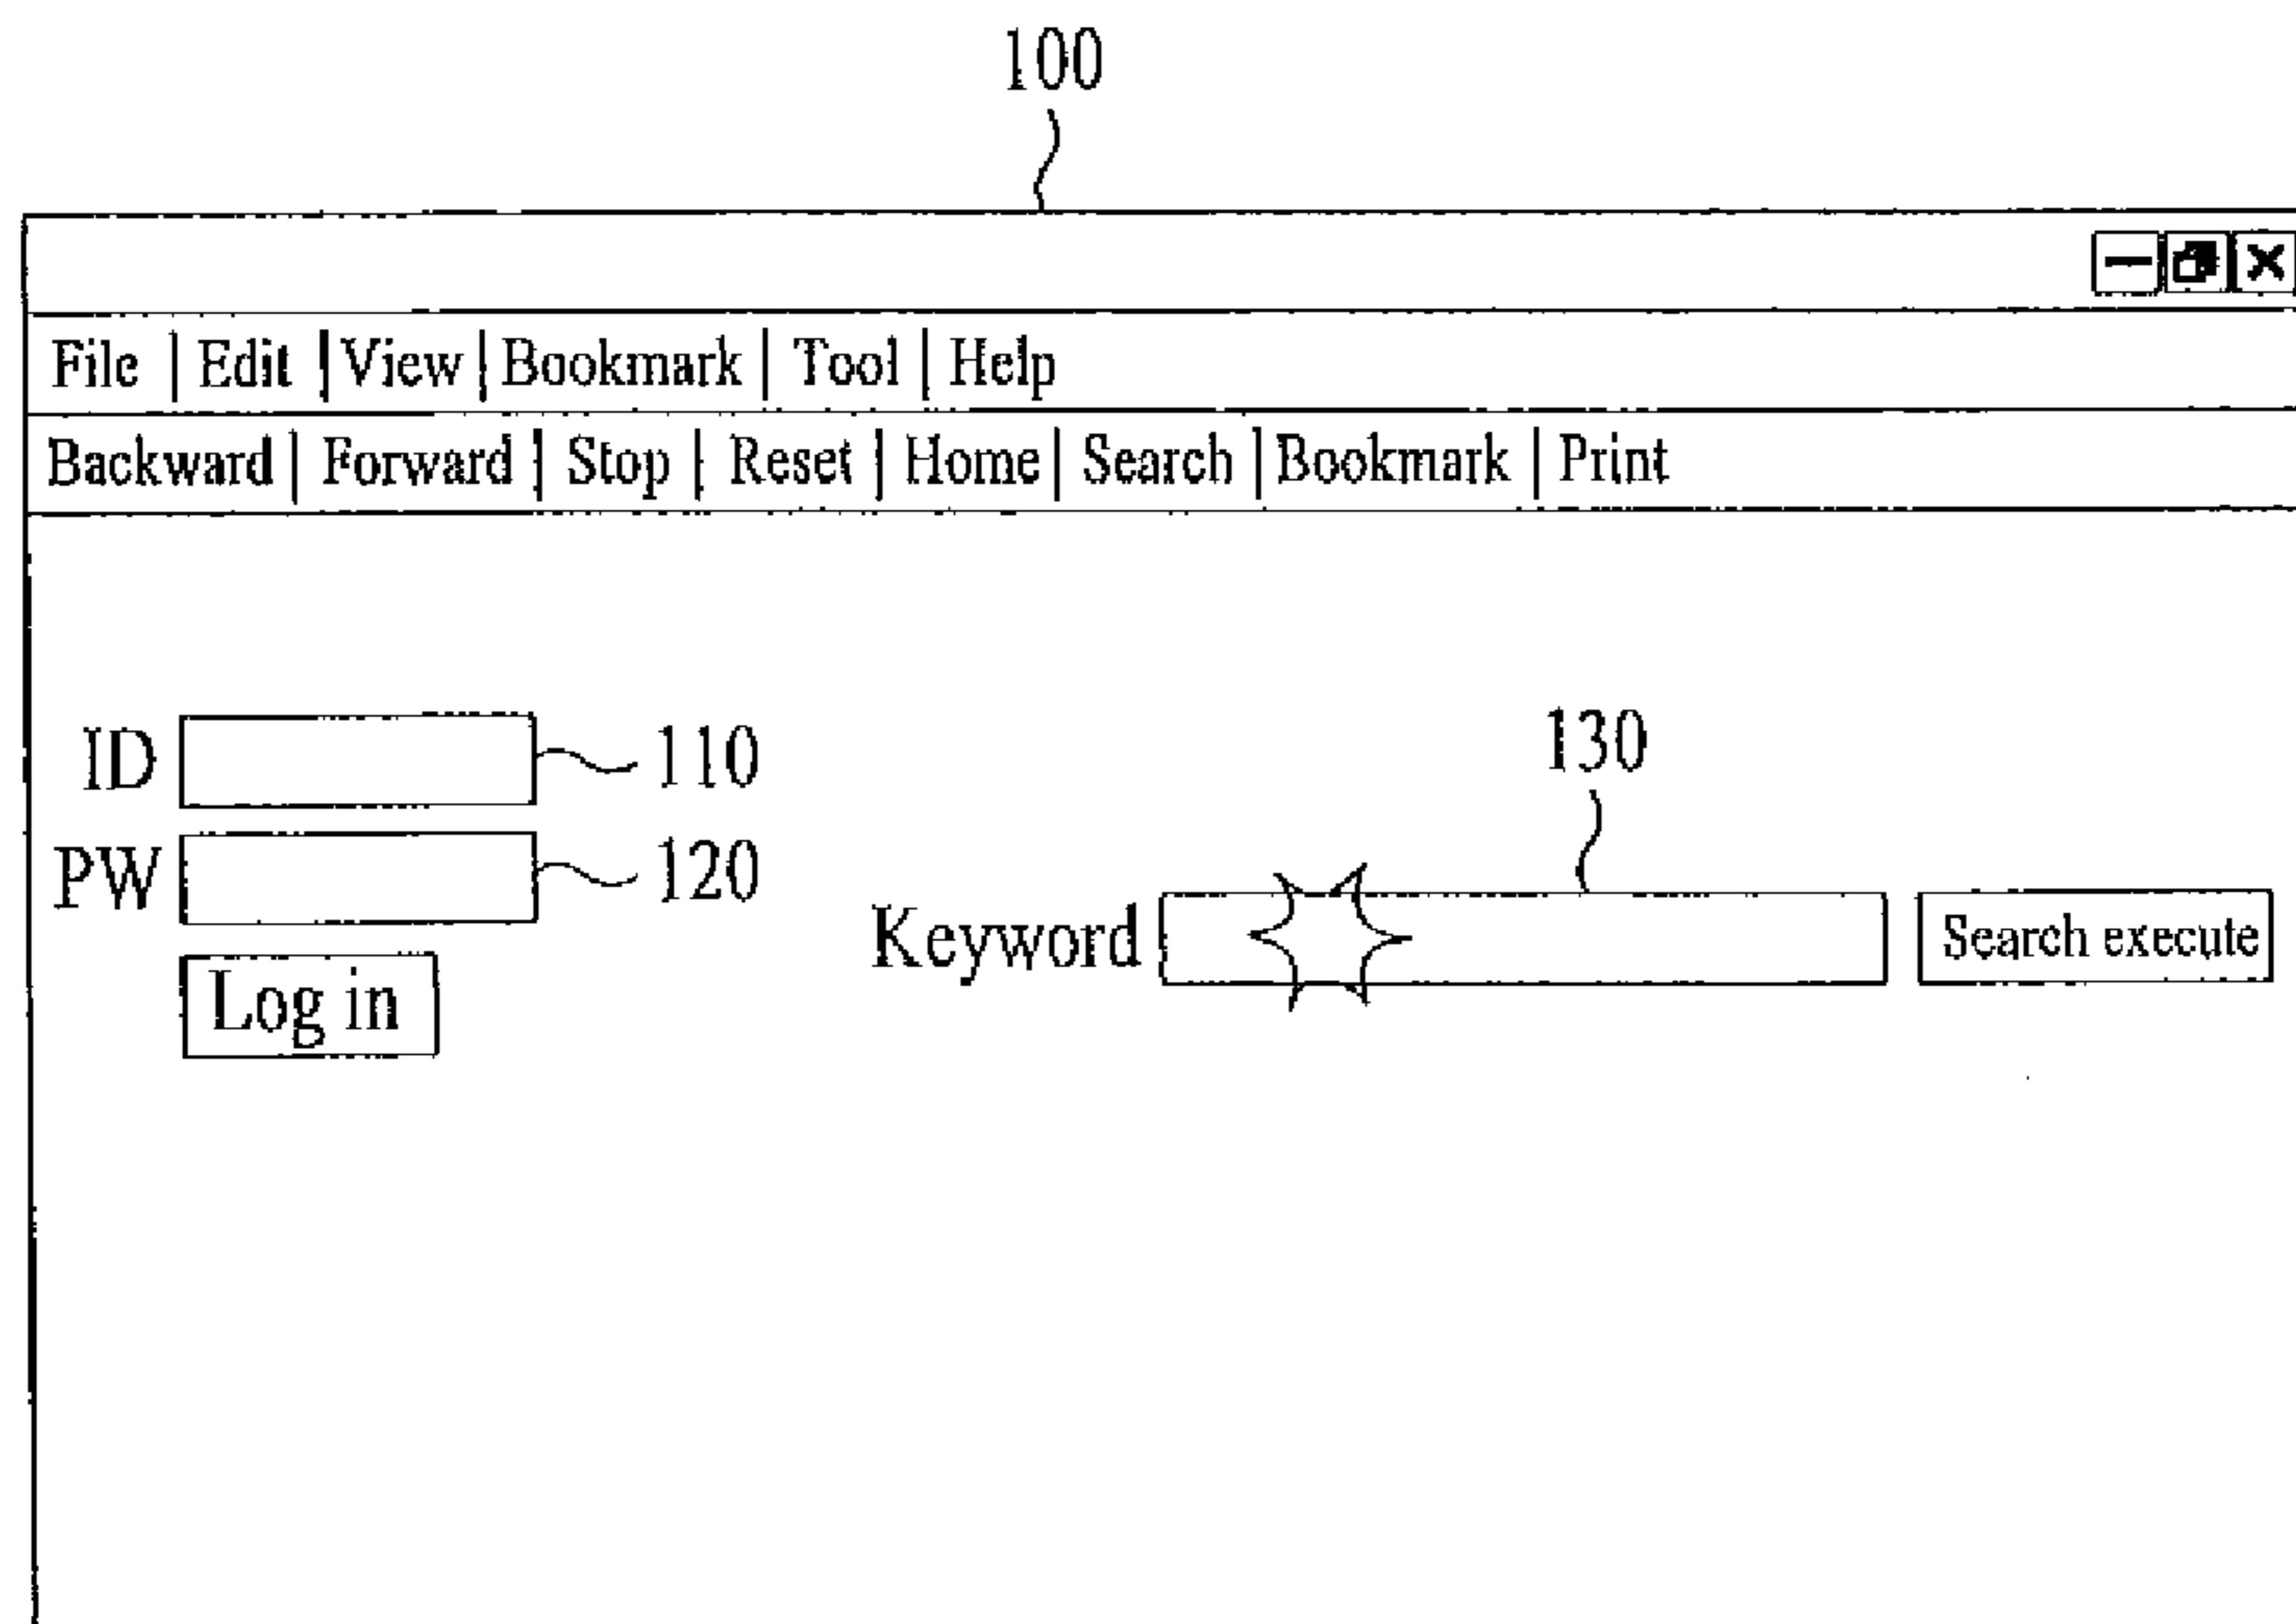 100
File | Edit | View | Bookmark | Tool | Help
Backward | Forward | Stop | Reset | Home | Search | Bookmark | Print
ID 110
130
PW 120
Keyword Search execute
Log in